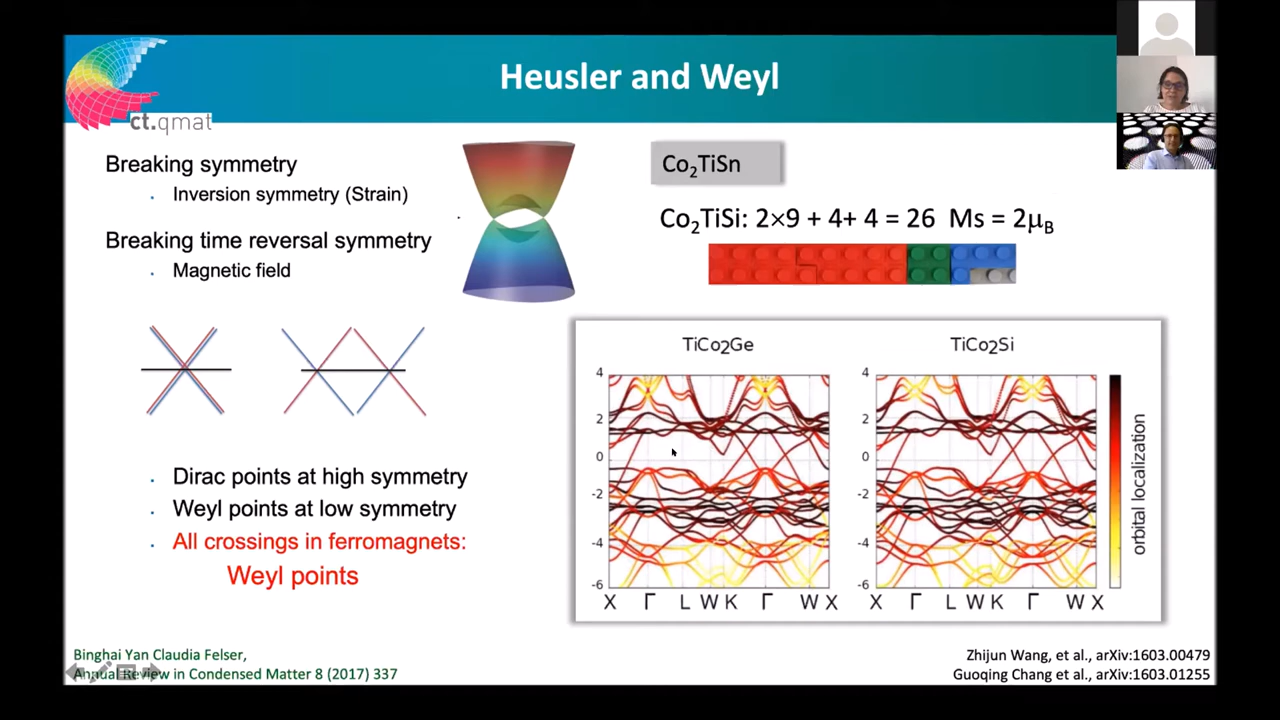 Heusler and Weyl
ct.qmat
Breaking symmetry
Inversion symmetry (Strain)
Breaking time reversal symmetry
Magnetic field
Dirac points at high symmetry
Weyl points at low symmetry
All crossings in ferromagnets:
Weyl points
Co₂TiSn
Co₂TiSi: 2×9 + 4+ 4 = 26 Ms = 2μB
TiCo₂Ge
4
2
0
-2
-4
-6
X Γ L W K Γ W X
TiCo₂Si
4
2
0
-2
-4
-6
X Γ L W K Γ W X
orbital localization
Binghai Yan Claudia Felser,
Annual Review in Condensed Matter 8 (2017) 337
Zhijun Wang, et al., arXiv:1603.00479
Guoqing Chang et al., arXiv:1603.01255